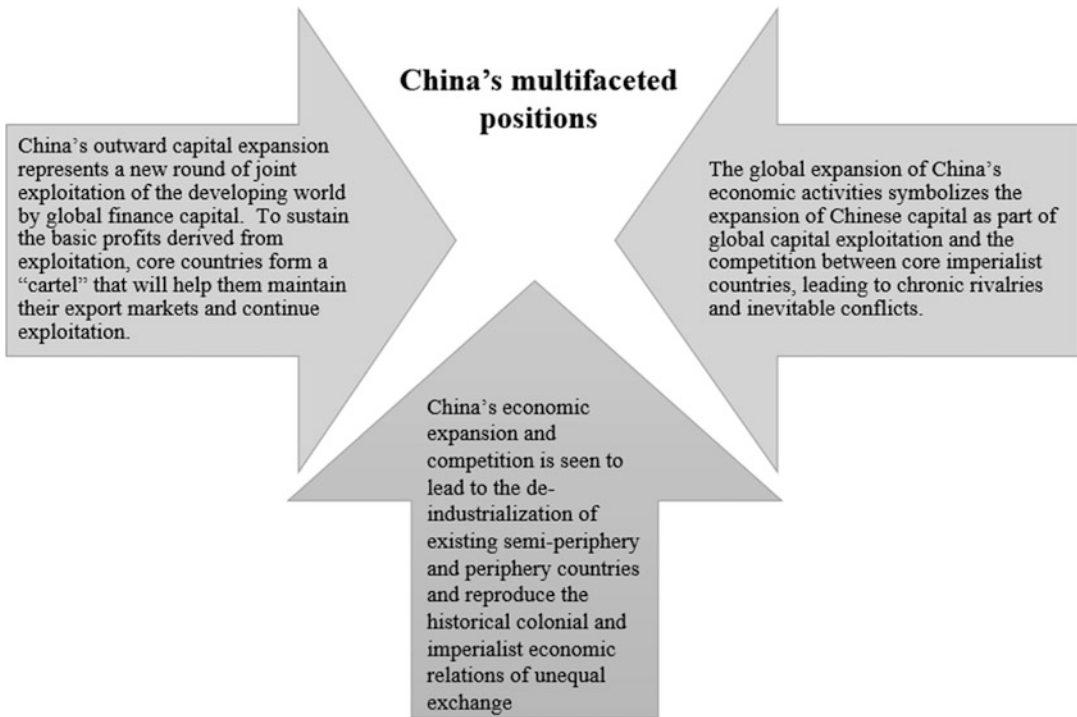 China’s multifaceted
positions
China’s outward capital expansion
represents a new round of joint
exploitation of the developing world
by global finance capital.  To sustain
the basic profits derived from
exploitation, core countries form a
“cartel” that will help them maintain
their export markets and continue
exploitation.
The global expansion of China’s
economic activities symbolizes the
expansion of Chinese capital as part of
global capital exploitation and the
competition between core imperialist
countries, leading to chronic rivalries
and inevitable conflicts.
China’s economic
expansion and
competition is seen to
lead to the de-
industrialization of
existing semi-periphery
and periphery countries
and reproduce the
historical colonial and
imperialist economic
relations of unequal
exchange